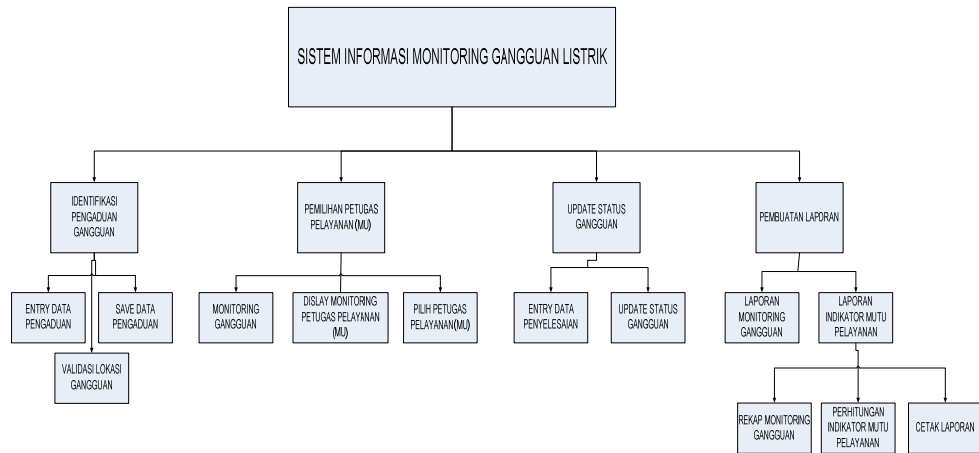 SISTEM INFORMASI MONITORING GANGGUAN LISTRIK
IDENTIFIKASI
PENGADUAN
GANGGUAN
PEMILIHAN PETUGAS
PELAYANAN (MU)
UPDATE STATUS
GANGGUAN
PEMBUATAN LAPORAN
ENTRY DATA
PENGADUAN
SAVE DATA
PENGADUAN
VALIDASI LOKASI
GANGGUAN
MONITORING
GANGGUAN
DISLAY MONITORING
PETUGAS PELAYANAN
(MU)
PILIH PETUGAS
PELAYANAN(MU)
ENTRY DATA
PENYELESAIAN
UPDATE STATUS
GANGGUAN
LAPORAN
MONITORING
GANGGUAN
LAPORAN
INDIKATOR MUTU
PELAYANAN
REKAP MONITORING
GANGGUAN
PERHITUNGAN
INDIKATOR MUTU
PELAYANAN
CETAK LAPORAN